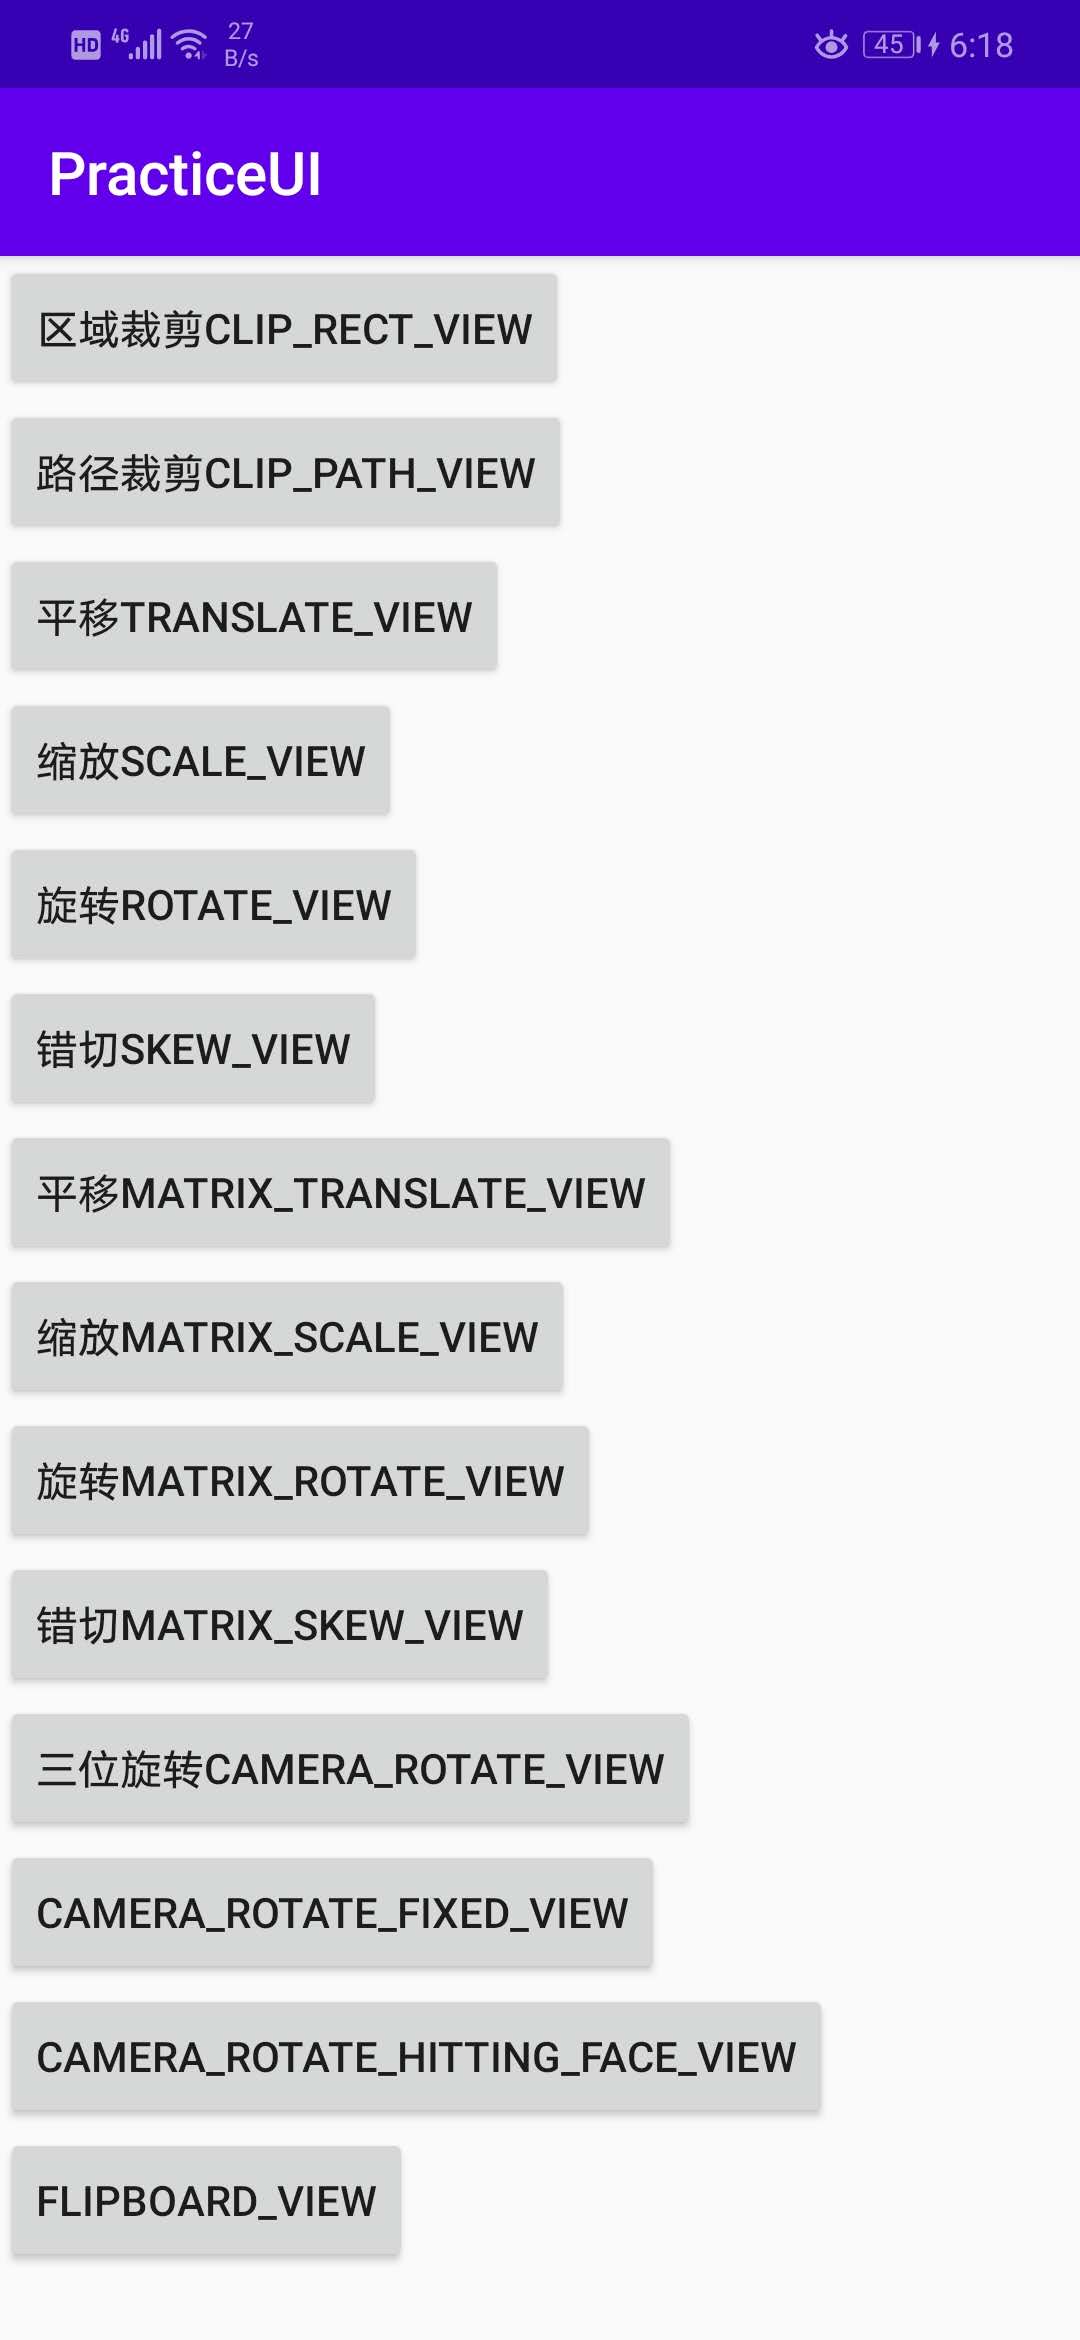 HD 4G 27 B/s 45 6:18
PracticeUI
区域裁剪CLIP_RECT_VIEW
路径裁剪CLIP_PATH_VIEW
平移TRANSLATE_VIEW
缩放SCALE_VIEW
旋转ROTATE_VIEW
错切SKEW_VIEW
平移MATRIX_TRANSLATE_VIEW
缩放MATRIX_SCALE_VIEW
旋转MATRIX_ROTATE_VIEW
错切MATRIX_SKEW_VIEW
三位旋转CAMERA_ROTATE_VIEW
CAMERA_ROTATE_FIXED_VIEW
CAMERA_ROTATE_HITTING_FACE_VIEW
FLIPBOARD_VIEW